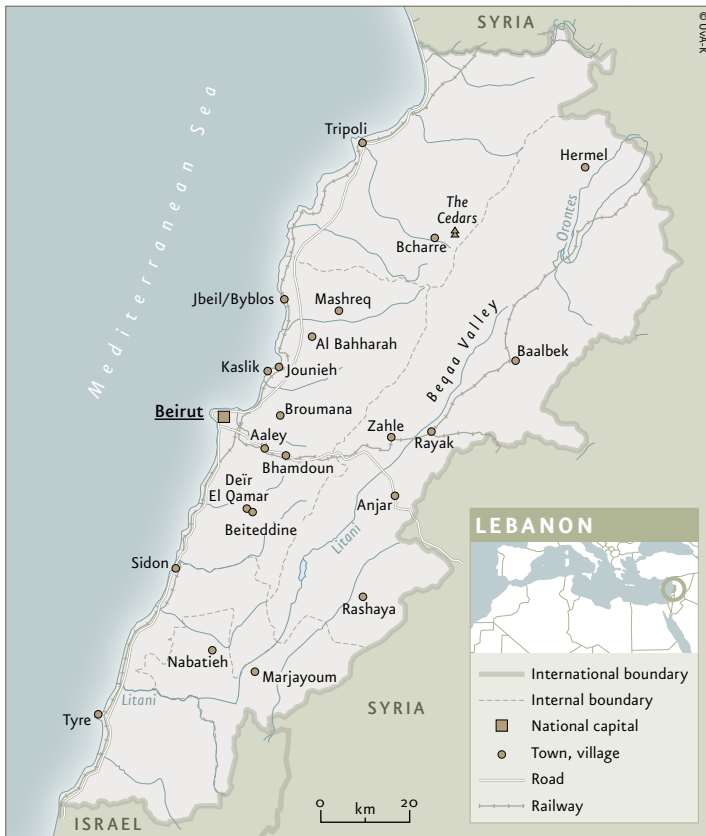 SYRIA
© UvA-K
Mediterranean Sea
Tripoli
Hermel
The
Cedars
Orontes
Bcharre
Jbeil/Byblos
Mashreq
Al Bahharah
Beqaa Valley
Baalbek
Kaslik
Jounieh
Beirut
Broumana
Zahle
Rayak
Aaley
Bhamdoun
Deïr
El Qamar
Beiteddine
Anjar
Litani
Sidon
Rashaya
Nabatieh
Marjayoum
Litani
Tyre
SYRIA
ISRAEL
0 20
km
LEBANON
International boundary
Internal boundary
National capital
Town, village
Road
Railway